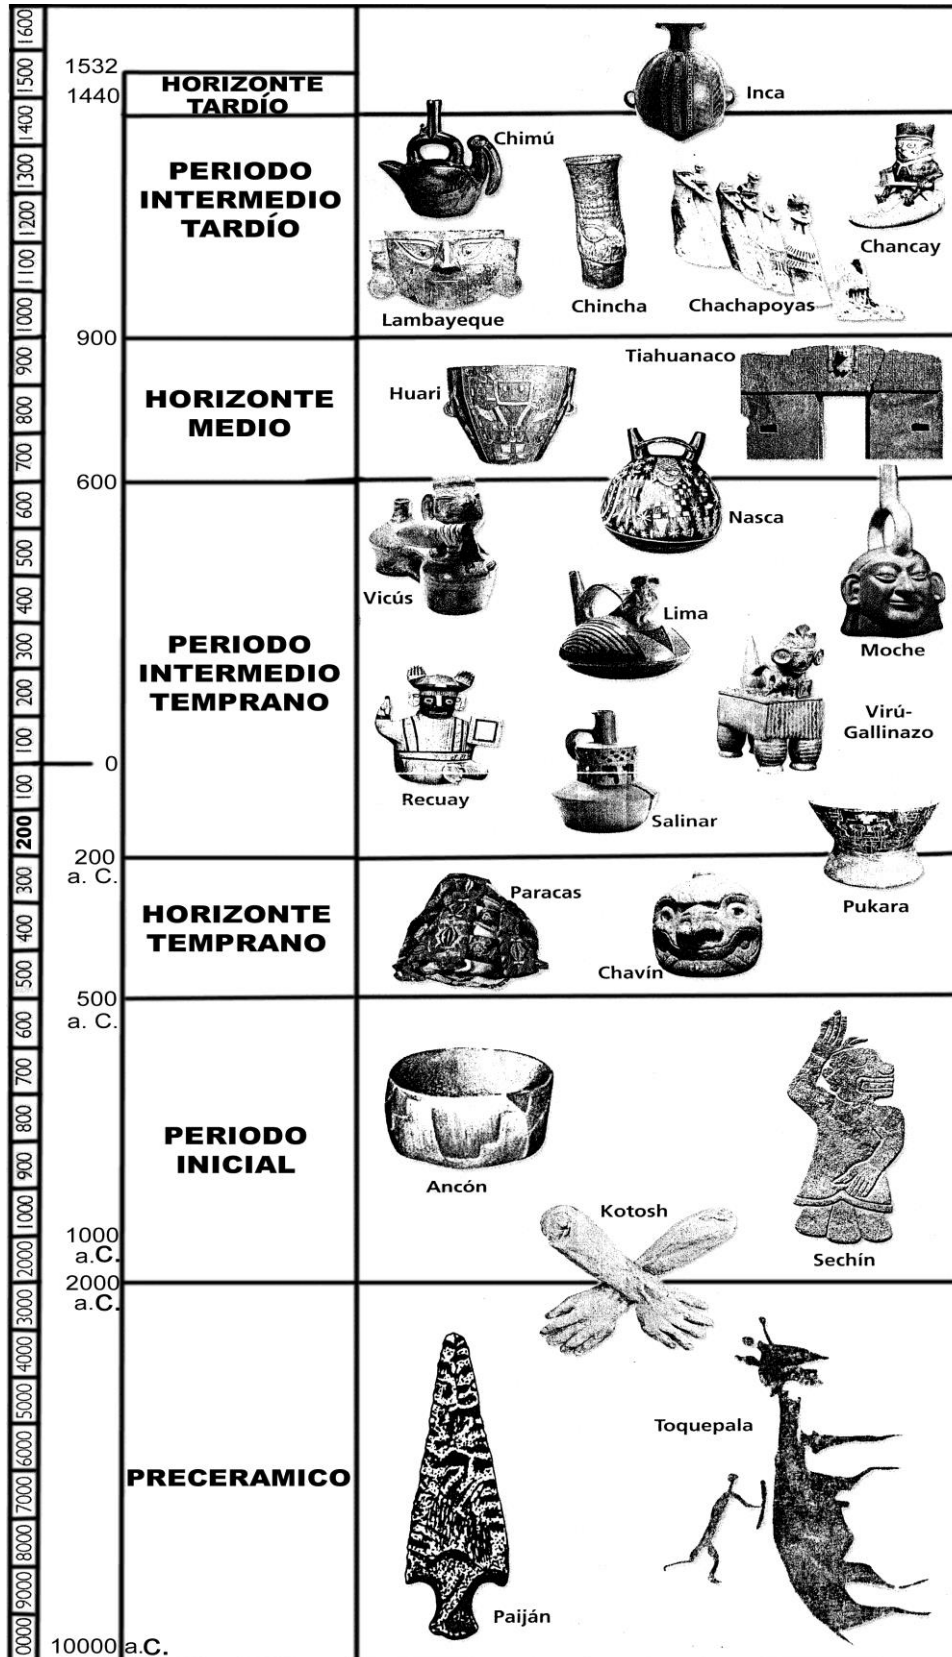 1600
1500
1400
1300
1200
1100
1000
900
800
700
600
500
400
300
200
100
100
200
300
400
500
600
700
800
900
1000
2000
3000
4000
5000
6000
7000
8000
9000
0000
1532
1440
HORIZONTE
TARDÍO
Inca
PERIODO
INTERMEDIO
TARDÍO
Chimú
Lambayeque
Chincha
Chachapoyas
Chancay
900
HORIZONTE
MEDIO
Huari
Tiahuanaco
600
PERIODO
INTERMEDIO
TEMPRANO
Nasca
Vicús
Lima
Moche
Virú-
Gallinazo
Recuay
Salinar
0
200
a. C.
HORIZONTE
TEMPRANO
Paracas
Chavín
Pukara
500
a. C.
PERIODO
INICIAL
Ancón
Kotosh
Sechín
1000
a.C.
2000
a.C.
PRECERAMICO
Toquepala
Paiján
10000 a.C.